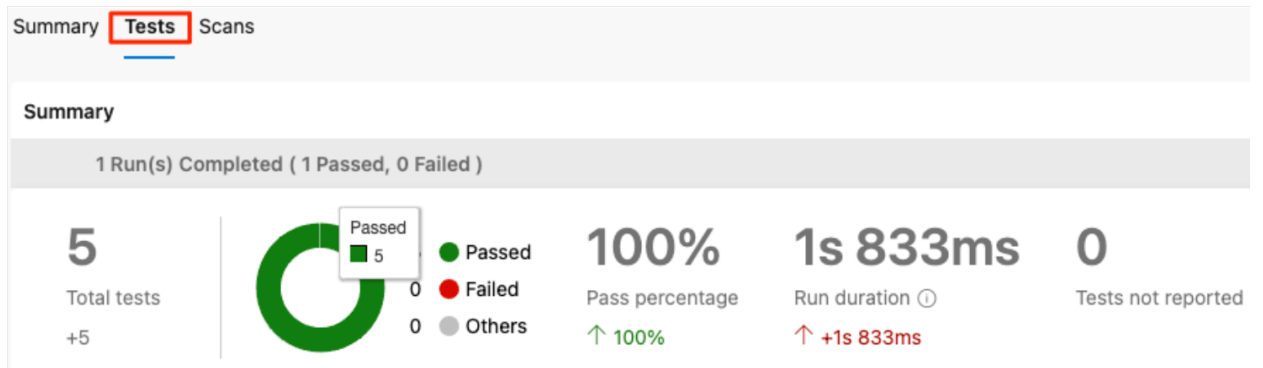 Summary Tests Scans
Summary
1 Run(s) Completed ( 1 Passed, 0 Failed )
5
Total tests
+5
Passed
5
Passed
0 Failed
0 Others
100%
Pass percentage
↑ 100%
1s 833ms
Run duration ⓘ
↑ +1s 833ms
0
Tests not reported